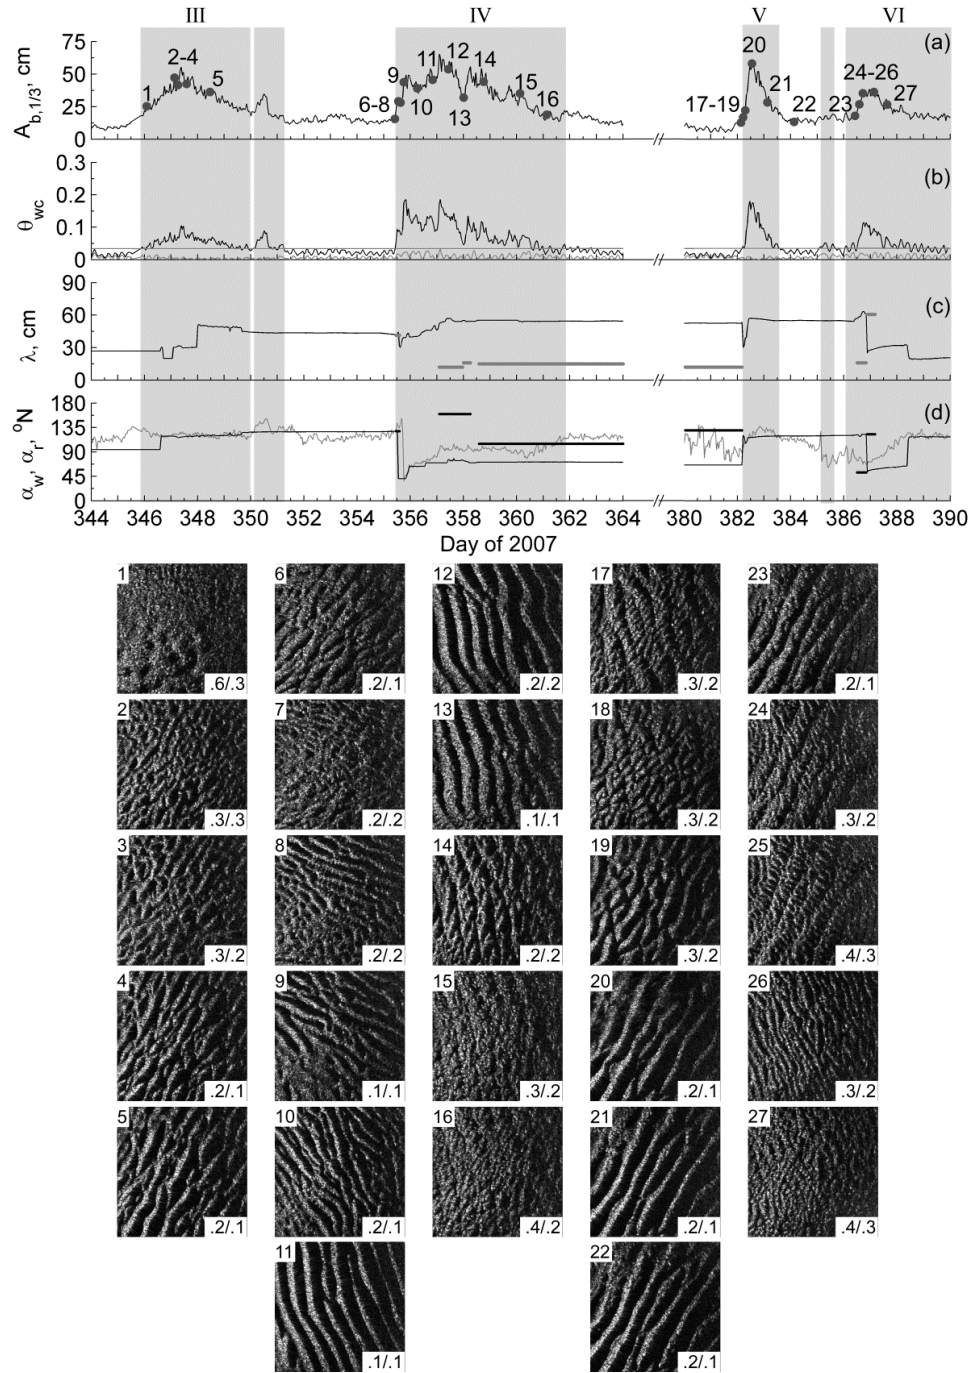 III IV V VI
(a)
A_b,1/3, cm
75
50
25
0
1 2-4 5 6-8 9 10 11 12 13 14 15 16 17-19 20 21 22 23 24-26 27
(b)
θ_wc
0.3
0.2
0.1
0
(c)
λ, cm
90
60
30
0
(d)
α_w, α_r, °N
180
135
90
45
0
344 346 348 350 352 354 356 358 360 362 364 380 382 384 386 388 390
Day of 2007
1 6 12 17 23
.6/.3 .2/.1 .2/.2 .3/.2 .2/.1
2 7 13 18 24
.3/.3 .2/.2 .1/.1 .3/.2 .3/.2
3 8 14 19 25
.3/.2 .2/.2 .2/.2 .3/.2 .4/.3
4 9 15 20 26
.2/.1 .1/.1 .3/.2 .2/.1 .3/.2
5 10 16 21 27
.2/.1 .2/.1 .4/.2 .2/.1 .4/.3
11 22
.1/.1 .2/.1